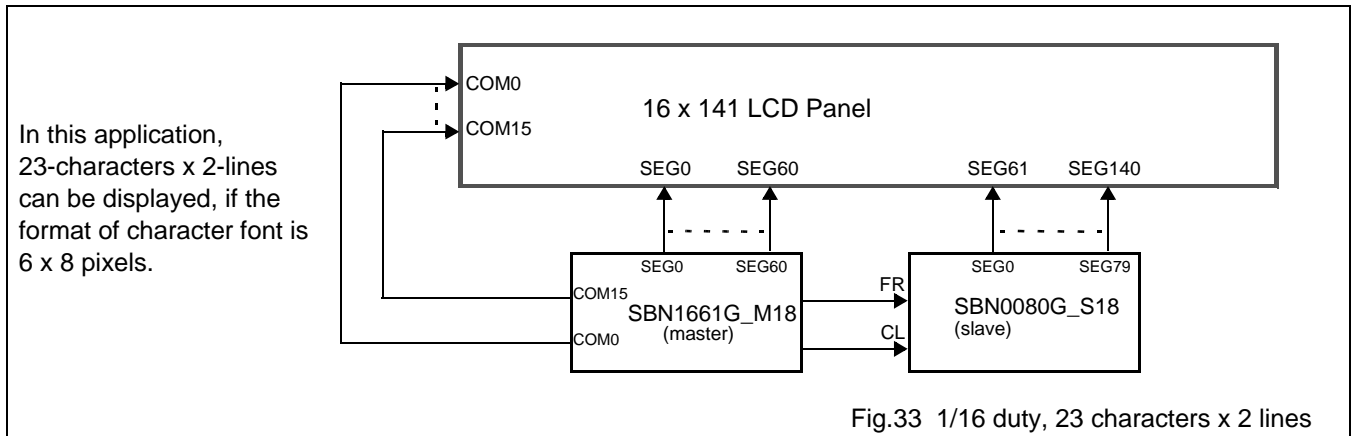 In this application,
23-characters x 2-lines
can be displayed, if the
format of character font is
6 x 8 pixels.
COM0
16 x 141 LCD Panel
COM15
SEG0 SEG60 SEG61 SEG140
SEG0 SEG60 SEG0 SEG79
COM15
SBN1661G_M18
(master)
COM0
FR
CL
SBN0080G_S18
(slave)
Fig.33 1/16 duty, 23 characters x 2 lines